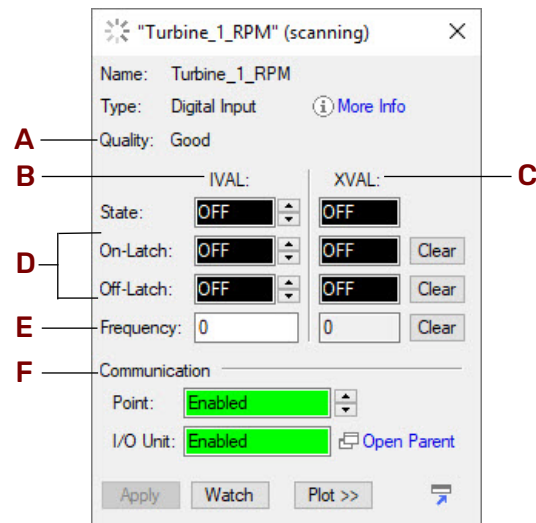 "Turbine_1_RPM" (scanning)
Name: Turbine_1_RPM
Type: Digital Input More Info
A Quality: Good
B IVAL: XVAL: C
State: OFF OFF
D On-Latch: OFF OFF Clear
Off-Latch: OFF OFF Clear
E Frequency: 0 0 Clear
F Communication
Point: Enabled
I/O Unit: Enabled Open Parent
Apply Watch Plot >>